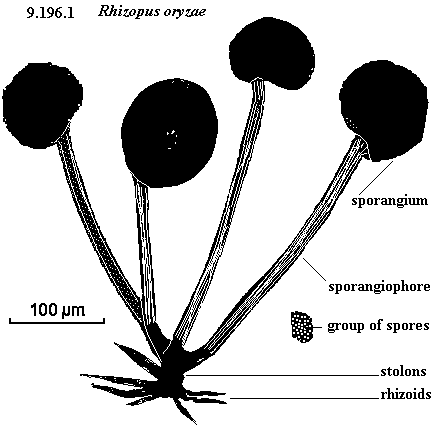 9.196.1 Rhizopus oryzae
sporangium
sporangiophore
100 µm
group of spores
stolons
rhizoids